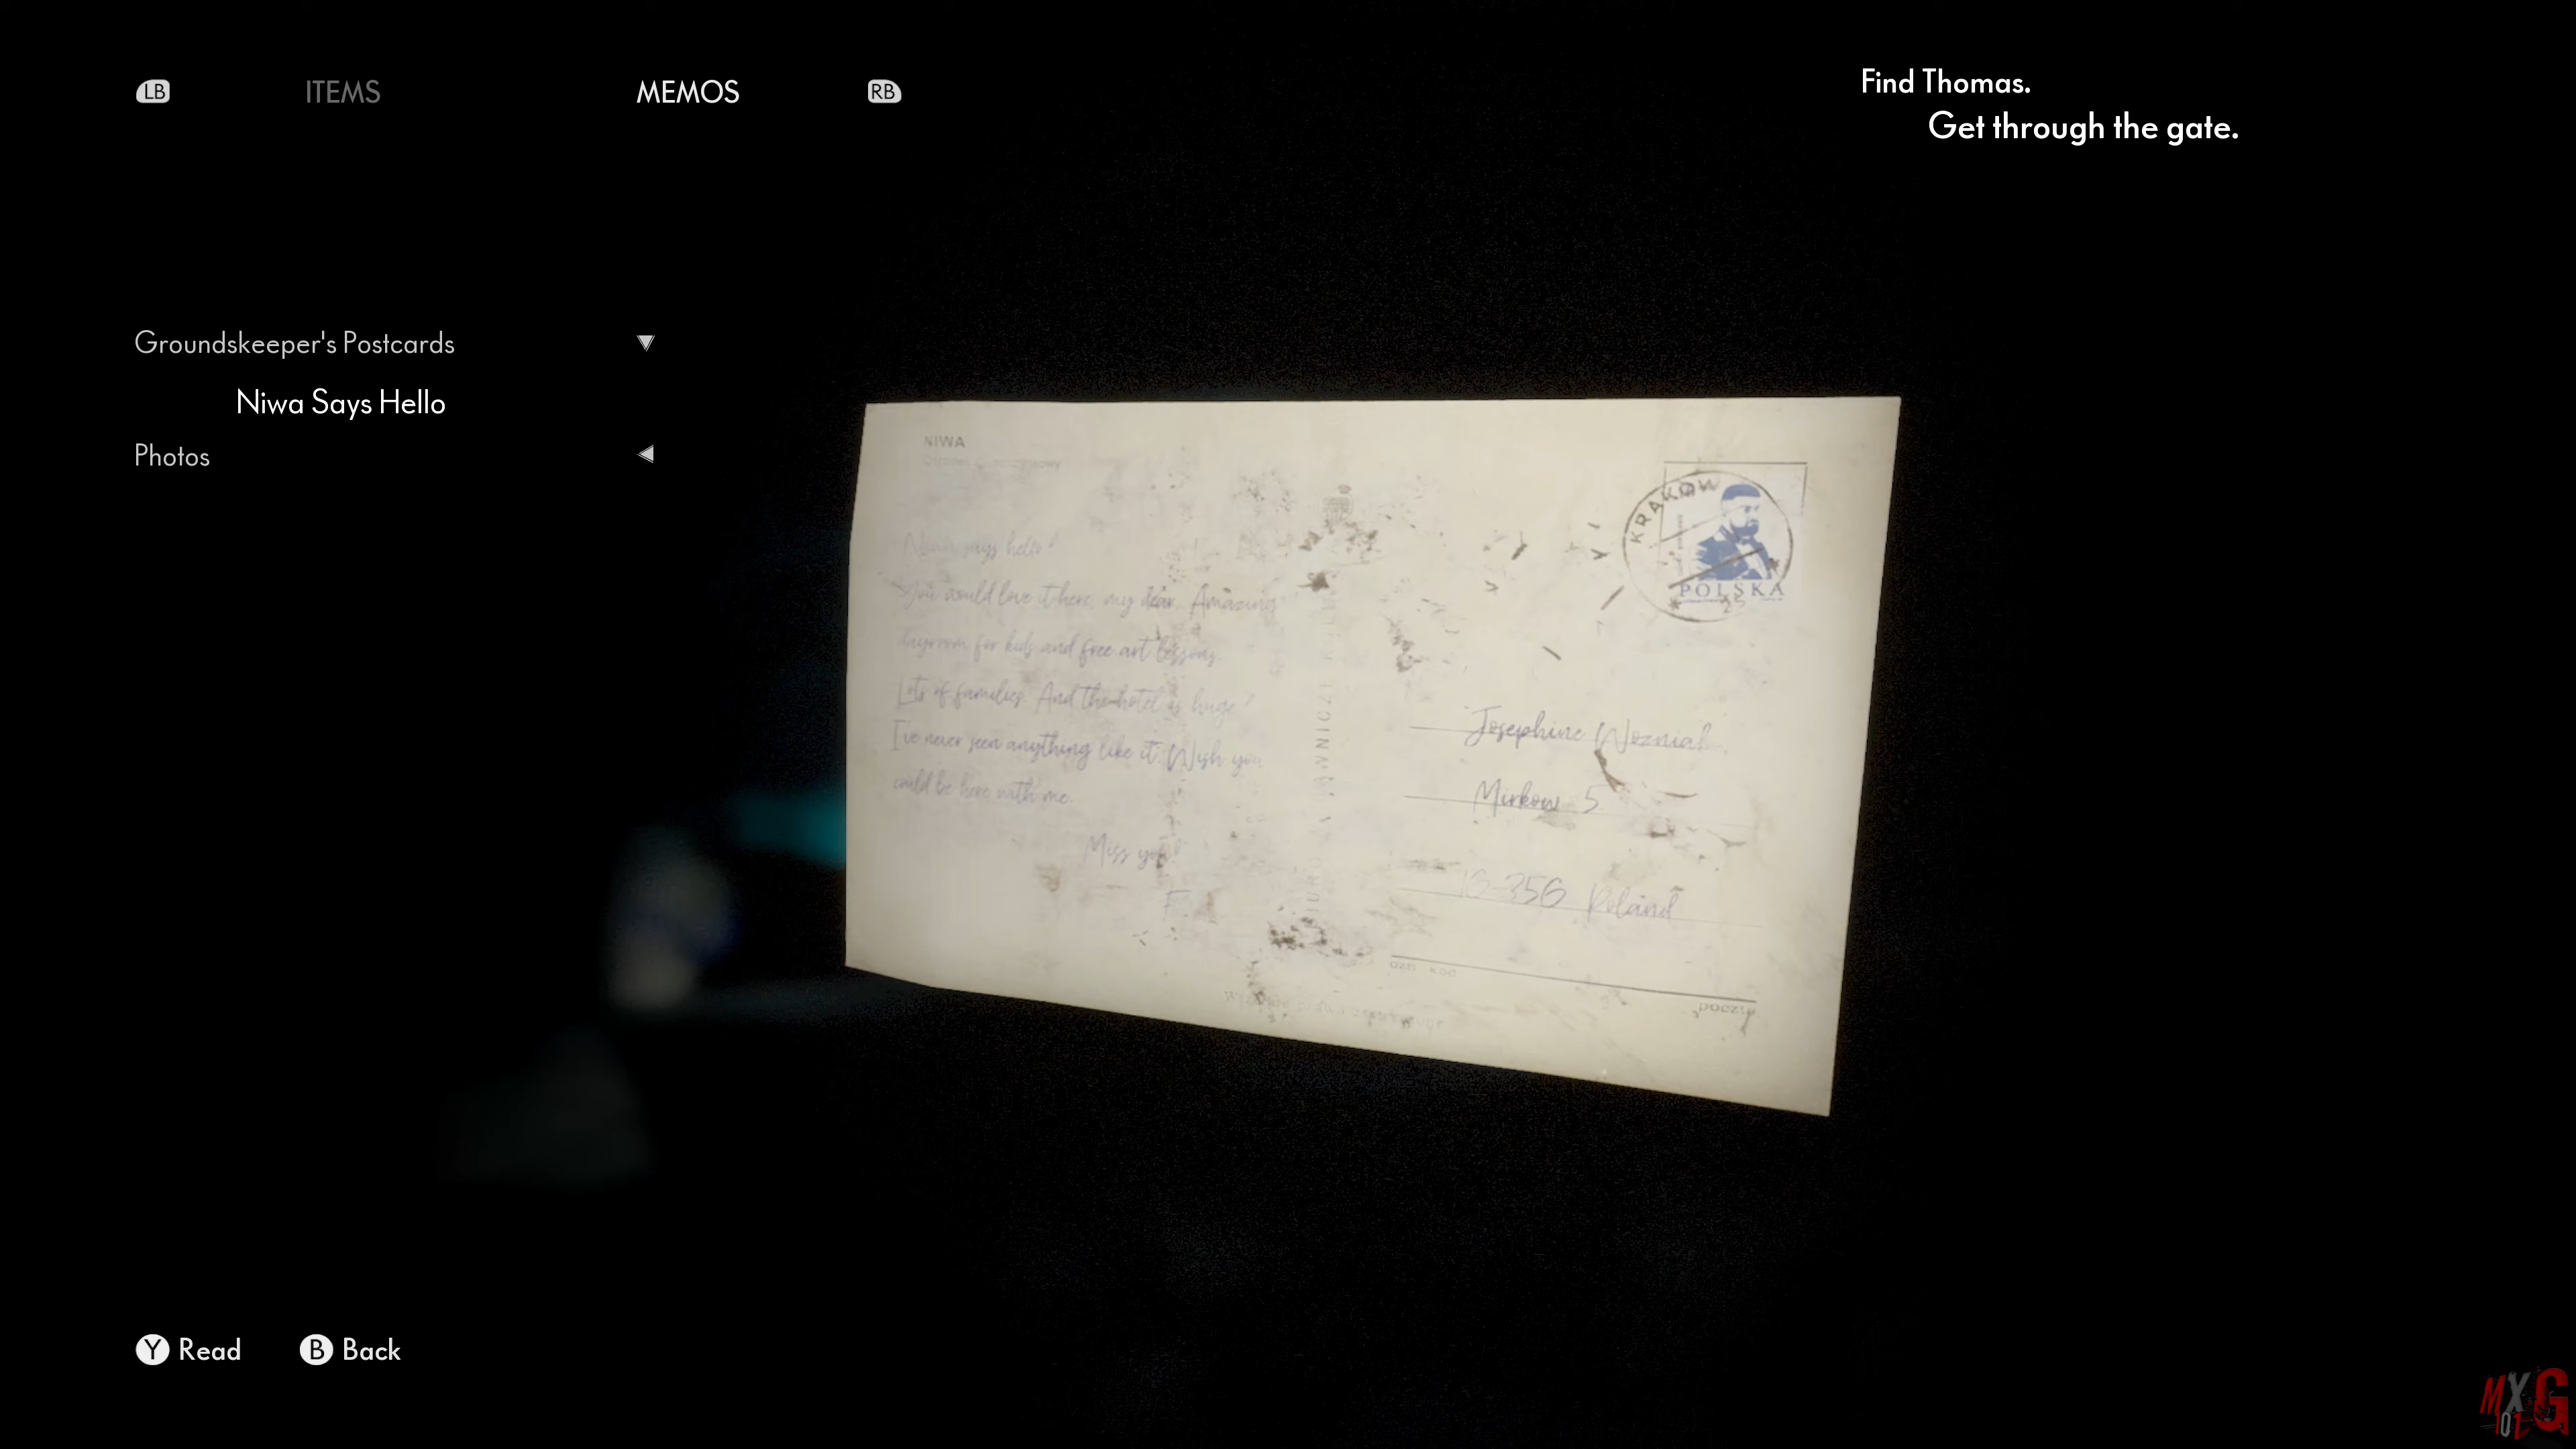 LB ITEMS MEMOS RB
Find Thomas.
Get through the gate.
Groundskeeper's Postcards
Niwa Says Hello
Photos
NIWA
says hello!
You would love it here, my dear. Amazing
dayroom for kids and free art lessons.
Lots of families. And the hotel is huge!
I've never seen anything like it. Wish you
could be here with me.
Miss you!
F.
KRAKOW
POLSKA
Josephine Wozniak
Mirkow 5
356 Poland
Y Read B Back
MXG